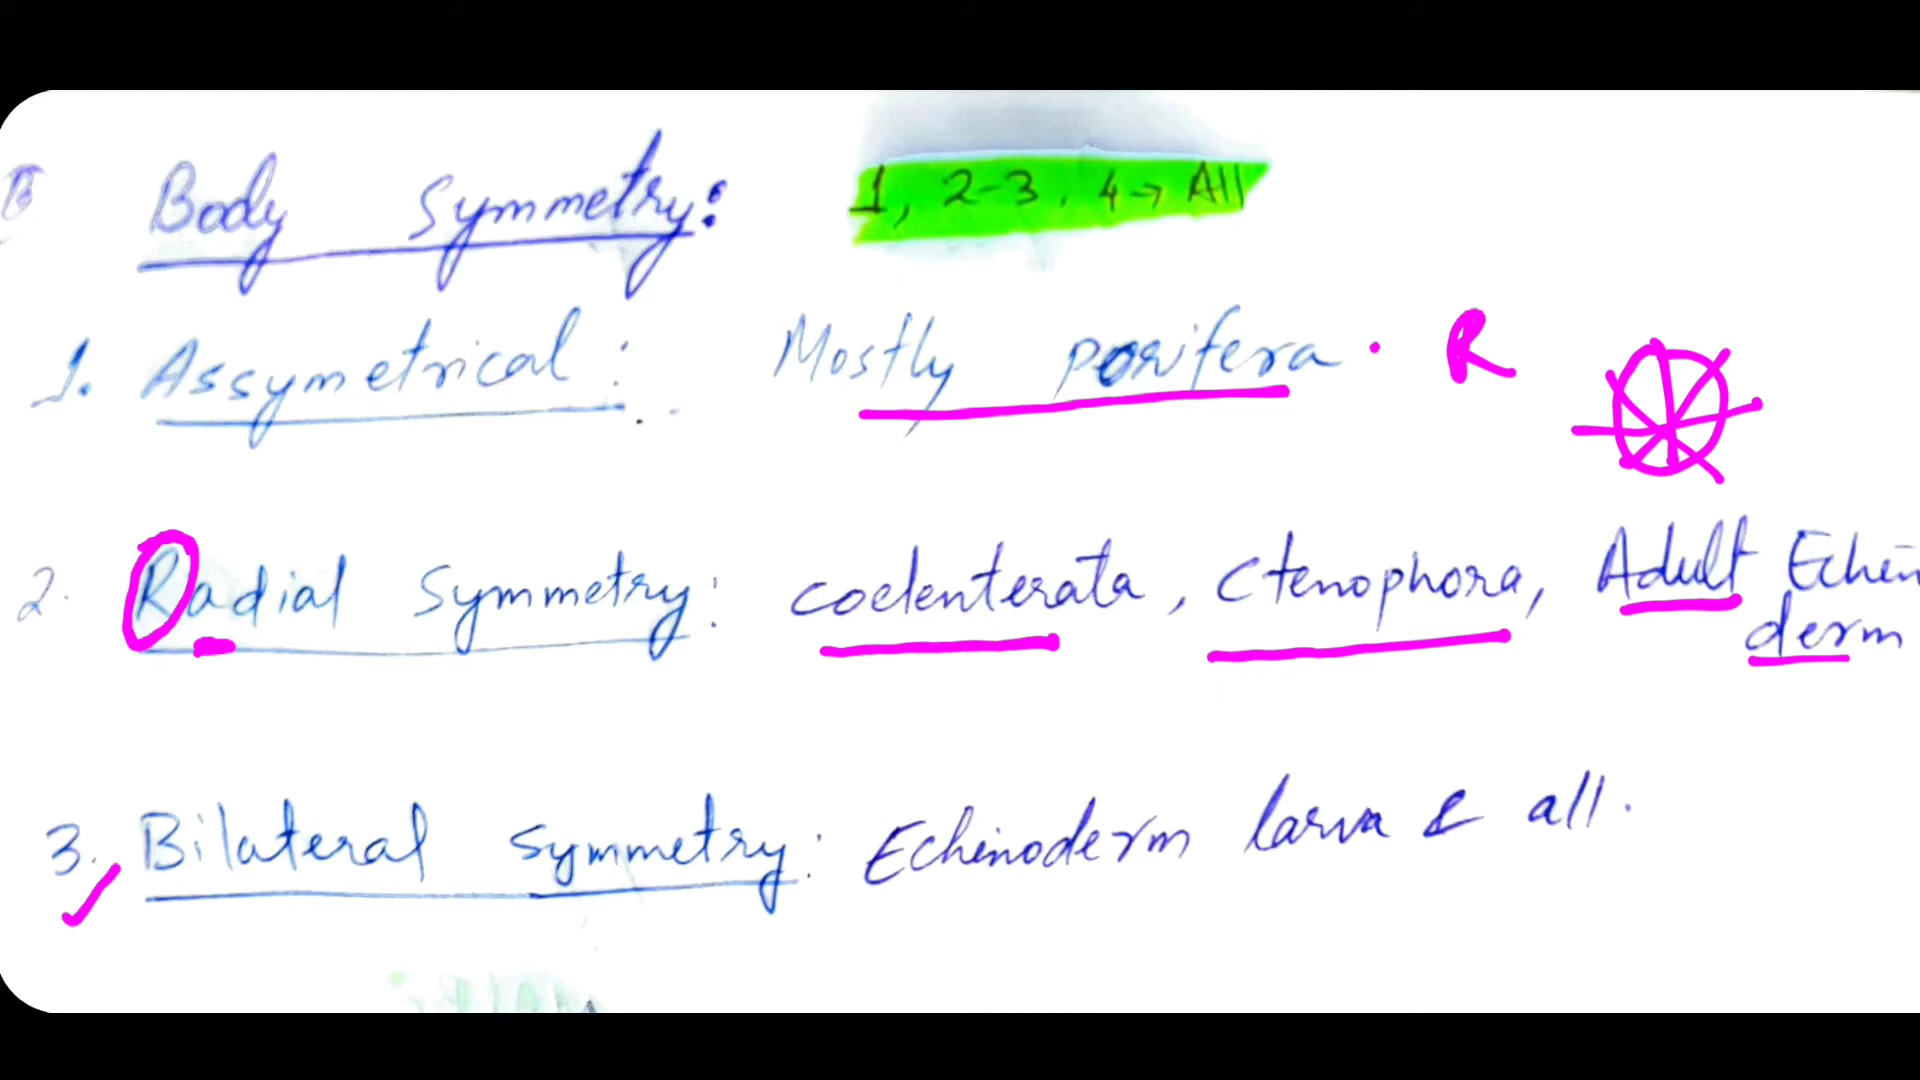 Body Symmetry:
1, 2-3, 4→ All
1. Assymetrical: Mostly porifera. R
2. Radial Symmetry: coelenterata, Ctenophora, Adult Echin
derm
3. Bilateral Symmetry: Echinoderm larva & all.